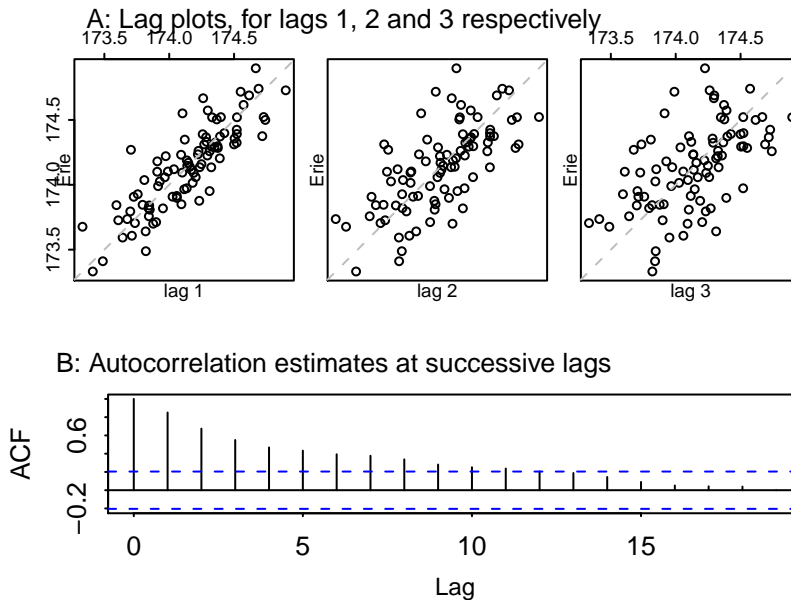 A: Lag plots, for lags 1, 2 and 3 respectively
173.5 174.0 174.5
173.5 174.0 174.5
173.5 174.0 174.5
Erie
Erie
Erie
lag 1
lag 2
lag 3
B: Autocorrelation estimates at successive lags
ACF
−0.2 0.6
0 5 10 15
Lag